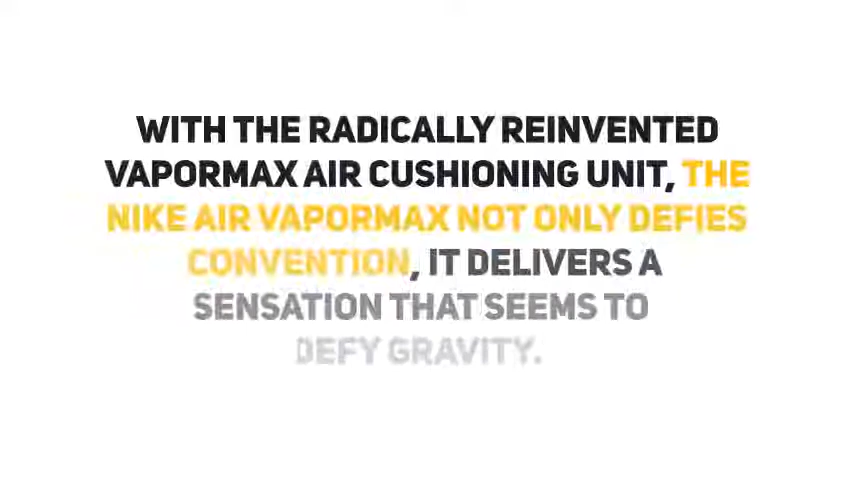 WITH THE RADICALLY REINVENTED
VAPORMAX AIR CUSHIONING UNIT, THE
NIKE AIR VAPORMAX NOT ONLY DEFIES
CONVENTION, IT DELIVERS A
SENSATION THAT SEEMS TO
DEFY GRAVITY.